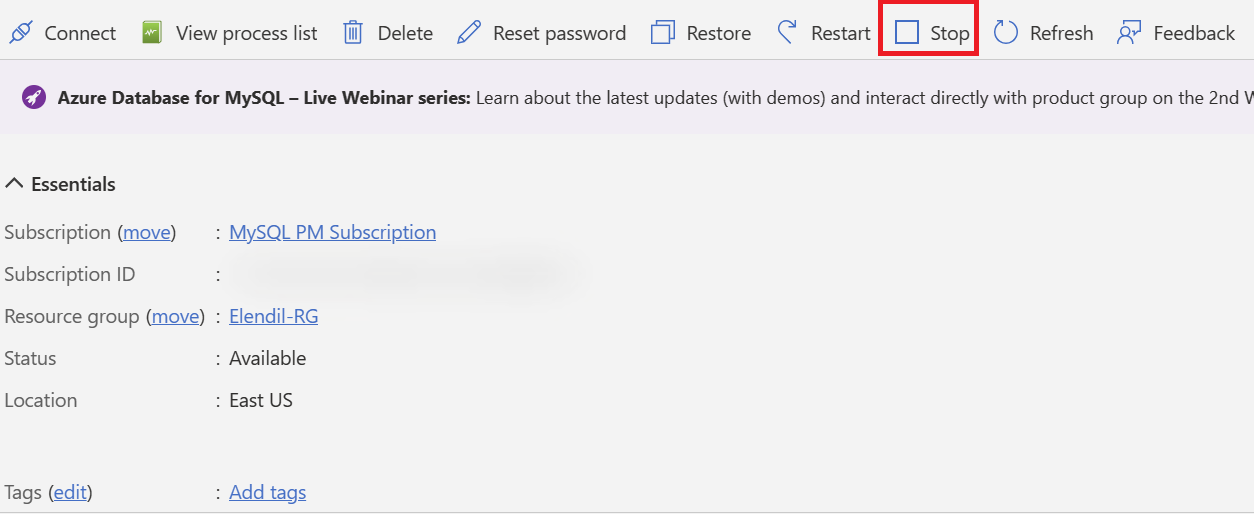 Connect View process list Delete Reset password Restore Restart Stop Refresh Feedback
Azure Database for MySQL – Live Webinar series: Learn about the latest updates (with demos) and interact directly with product group on the 2nd
Essentials
Subscription (move) : MySQL PM Subscription
Subscription ID :
Resource group (move) : Elendil-RG
Status : Available
Location : East US
Tags (edit) : Add tags